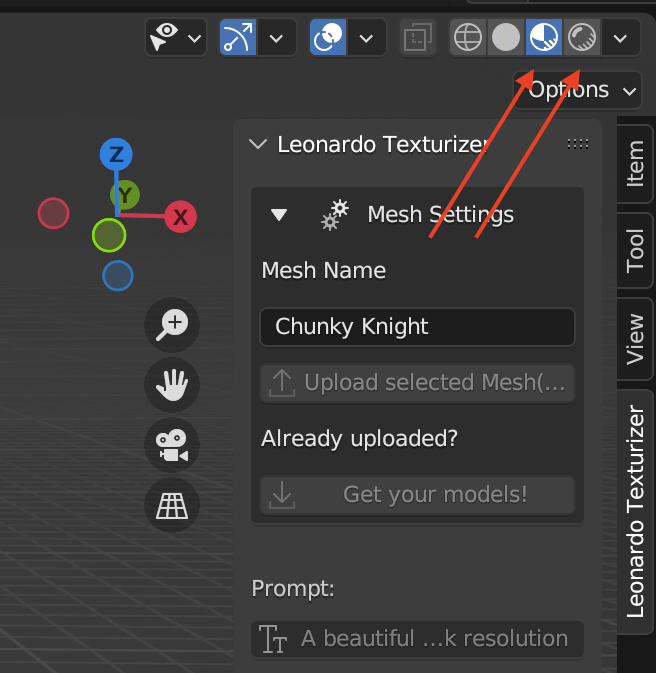 Options
Leonardo Texturizer
Z
Y
X
Mesh Settings
Mesh Name
Chunky Knight
Upload selected Mesh(...
Already uploaded?
Get your models!
Prompt:
A beautiful ...k resolution
Item
Tool
View
Leonardo Texturizer